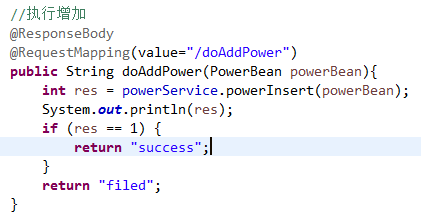 //执行增加
@ResponseBody
@RequestMapping(value="/doAddPower")
public String doAddPower(PowerBean powerBean){
int res = powerService.powerInsert(powerBean);
System.out.println(res);
if (res == 1) {
return "success";
}
return "filed";
}